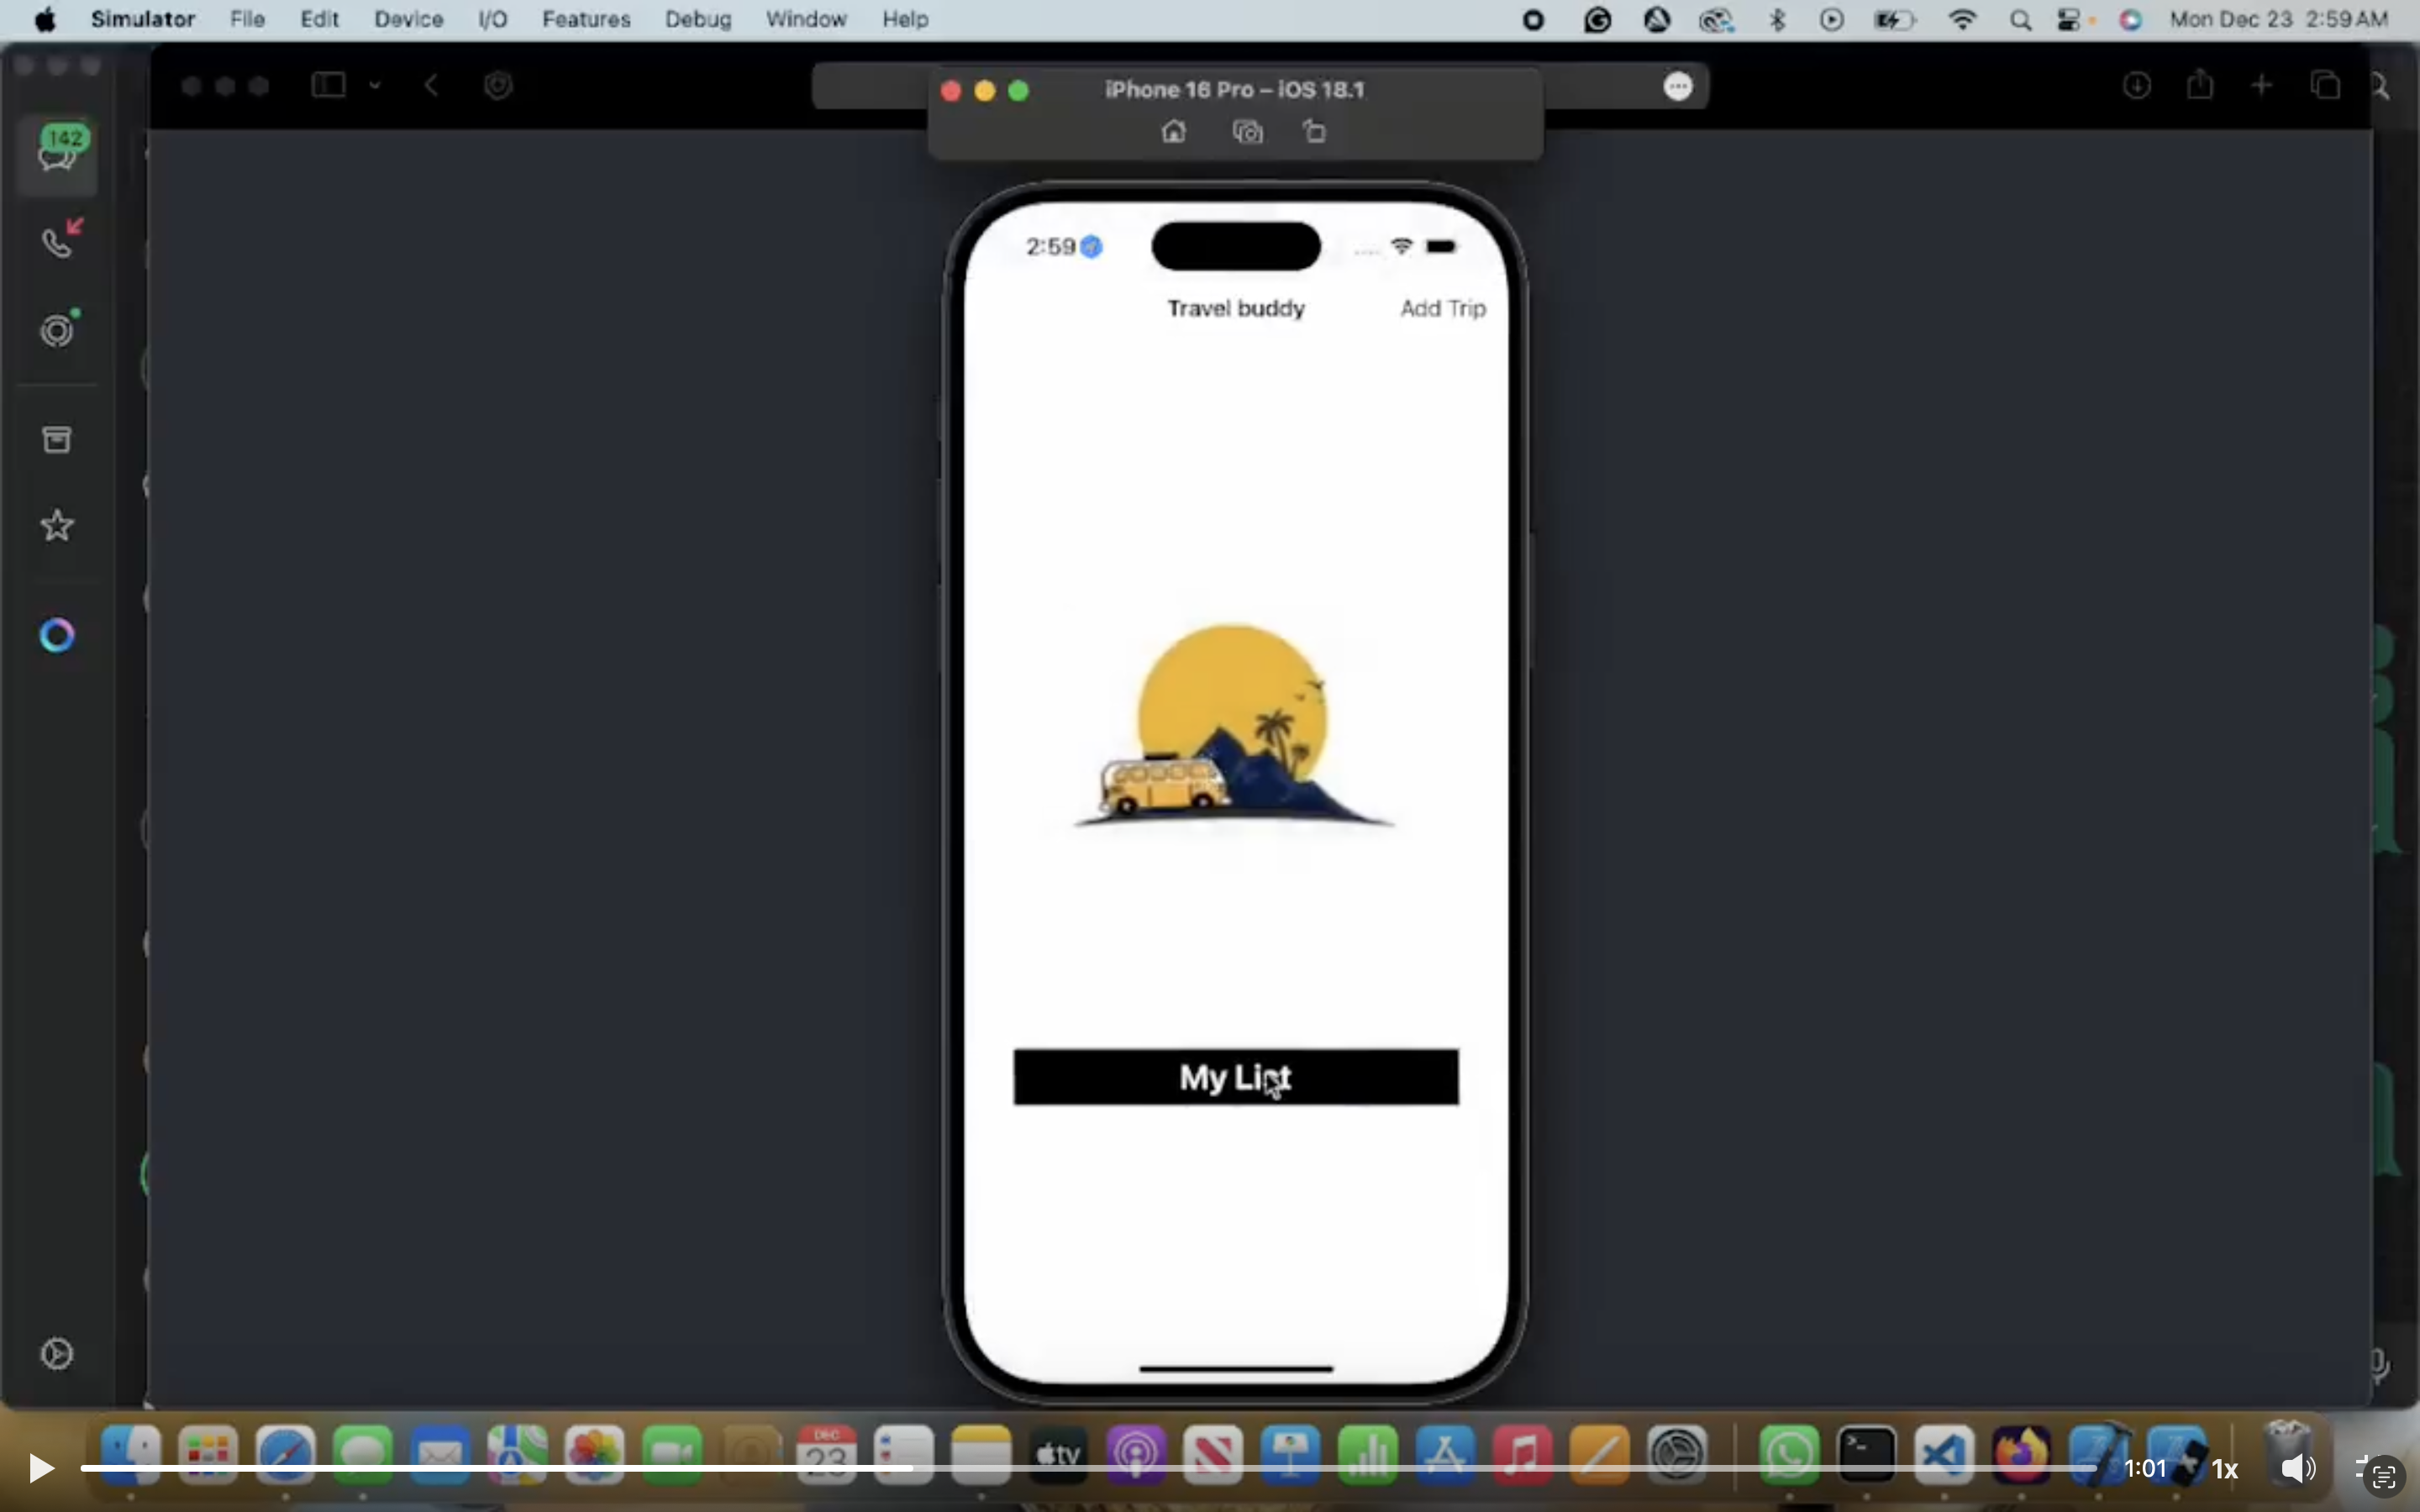 Simulator File Edit Device I/O Features Debug Window Help Mon Dec 23 2:59 AM
iPhone 16 Pro – iOS 18.1
142
2:59
Travel buddy Add Trip
My List
DEC
23
tv
1:01 1x